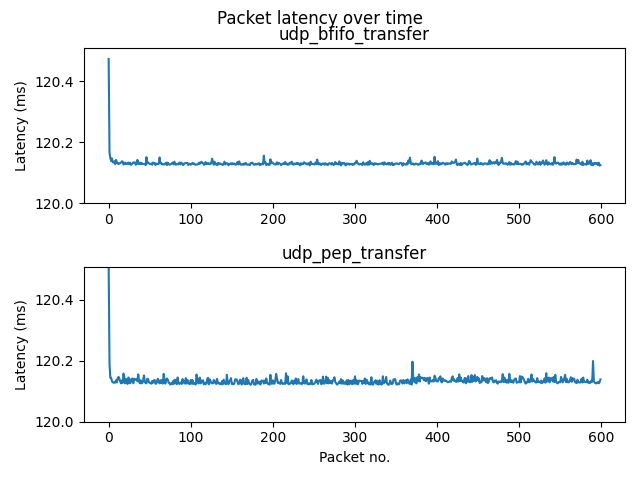 Packet latency over time
udp_bfifo_transfer
Latency (ms)
120.4
120.2
120.0
0 100 200 300 400 500 600
udp_pep_transfer
Latency (ms)
120.4
120.2
120.0
0 100 200 300 400 500 600
Packet no.